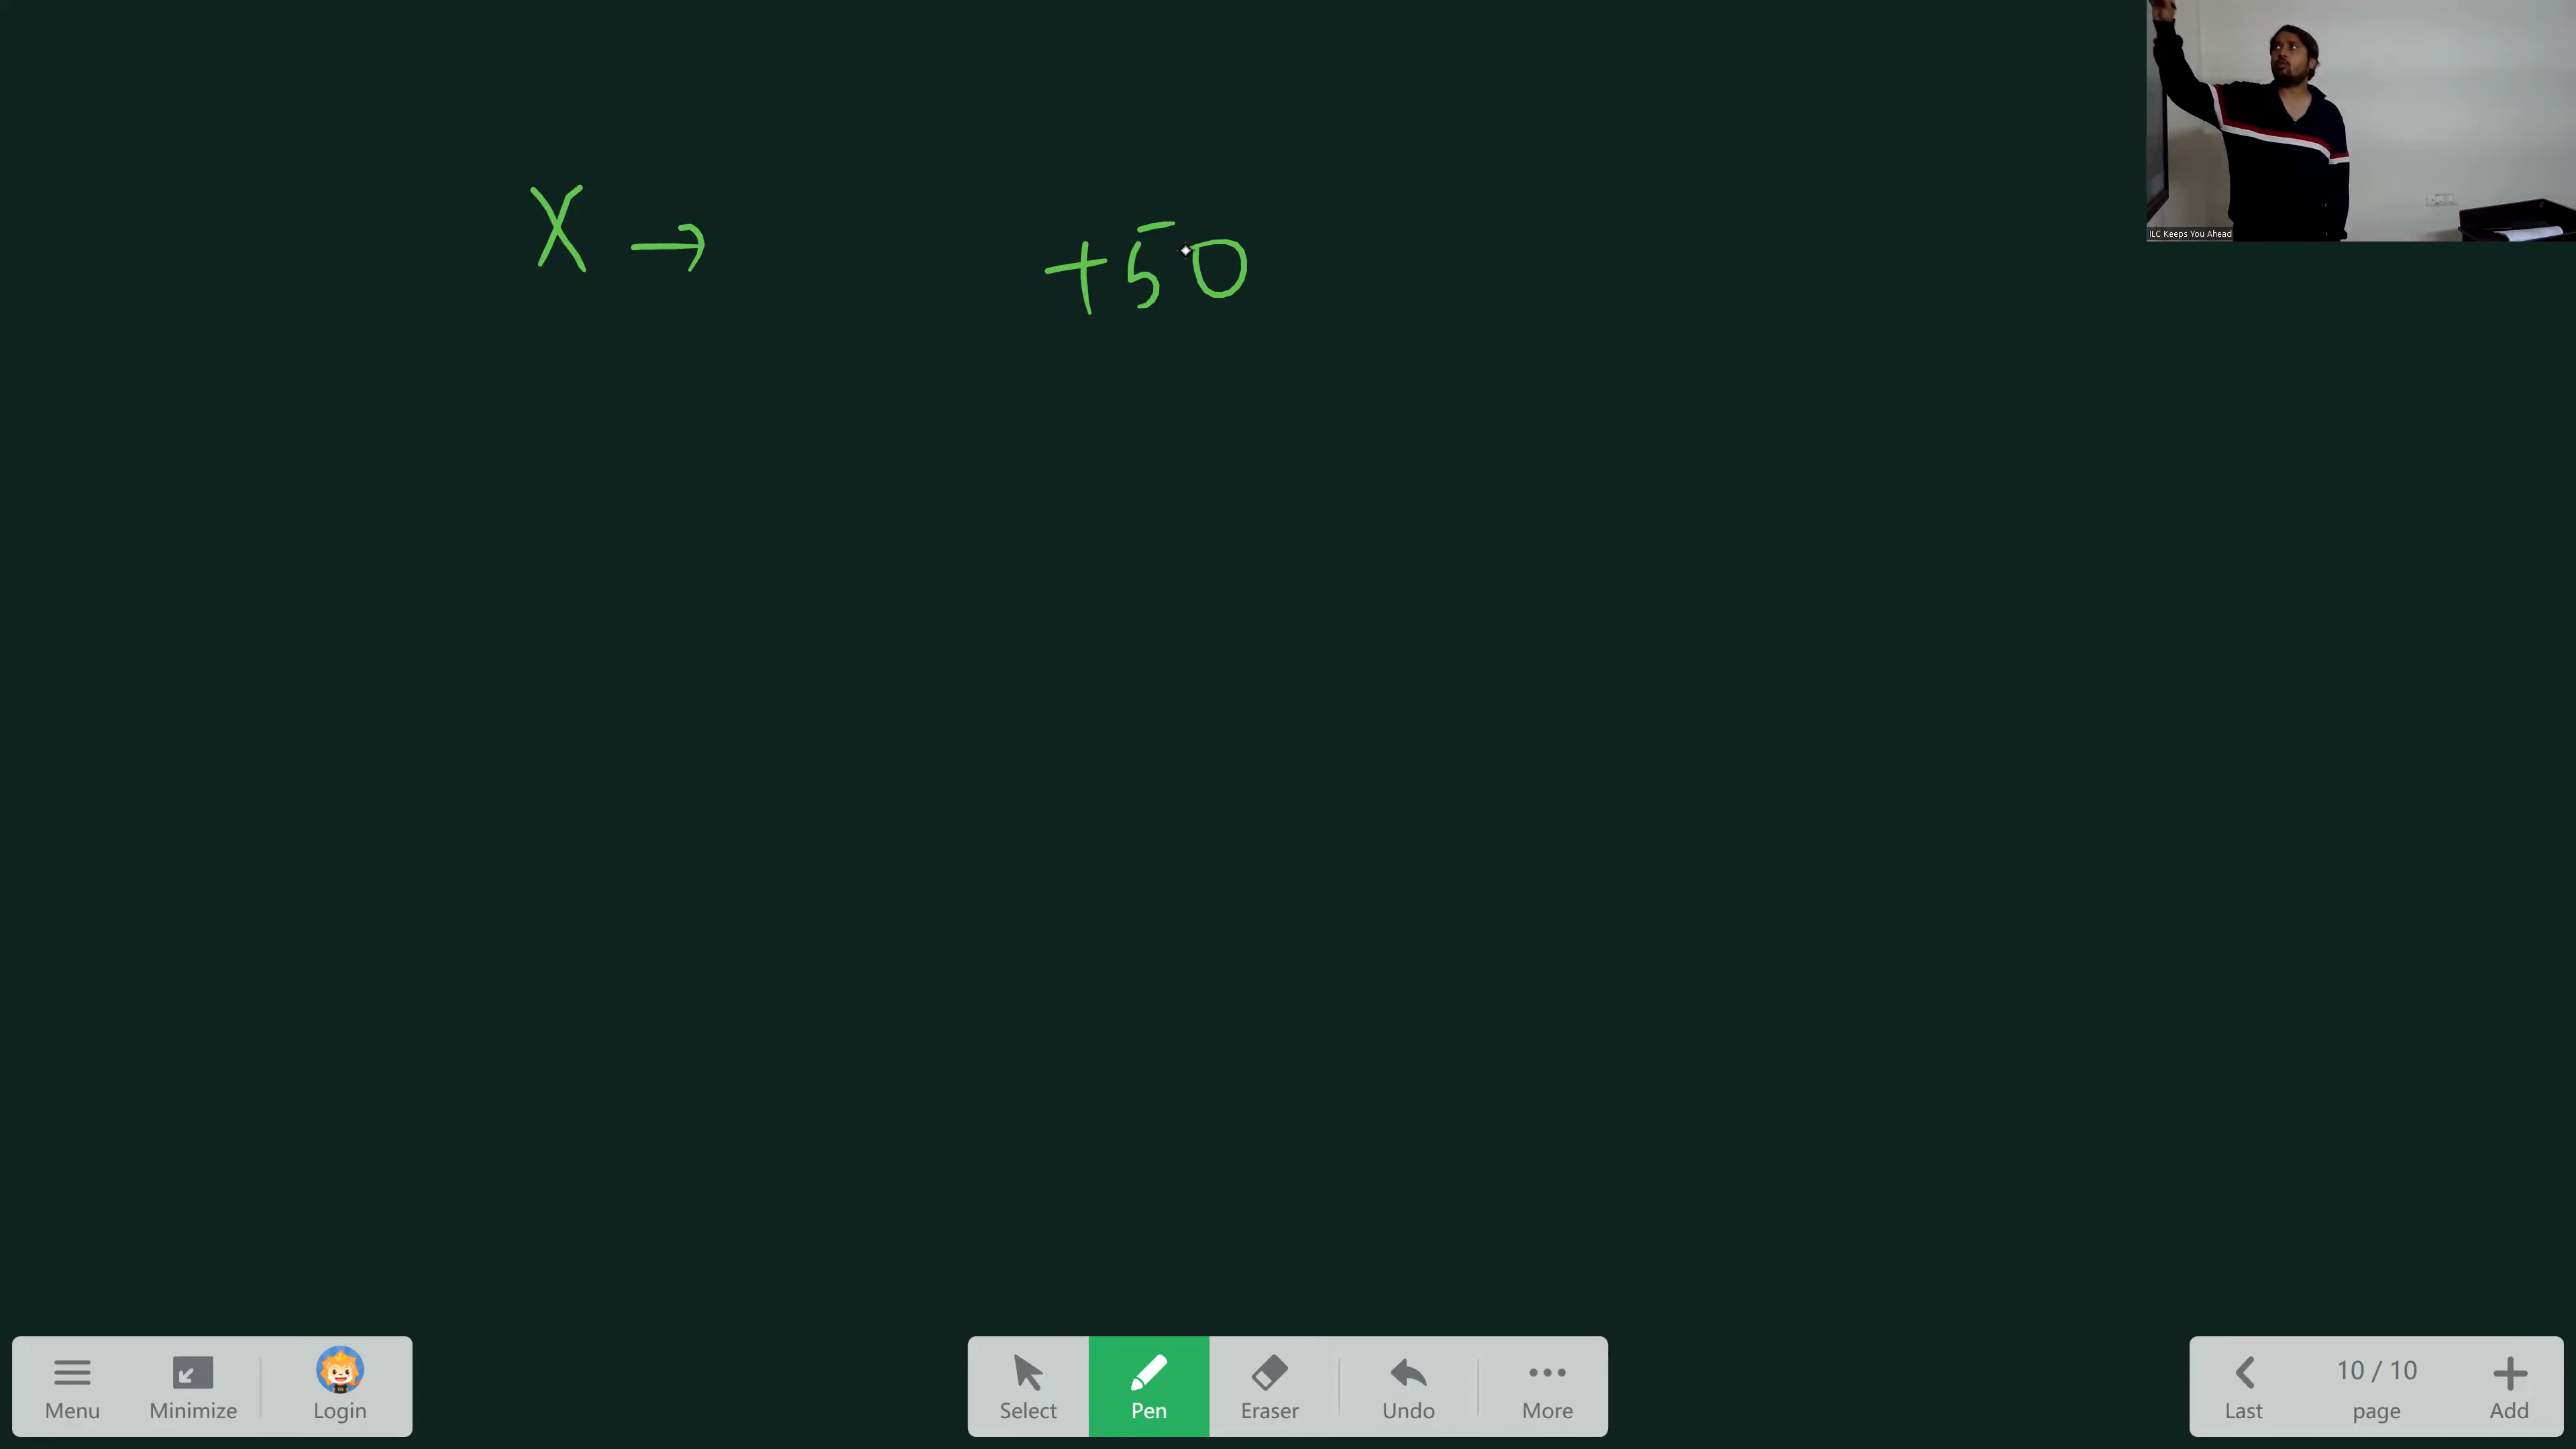 X → +50
ILC Keeps You Ahead
Menu Minimize Login Select Pen Eraser Undo More Last 10 / 10 page Add